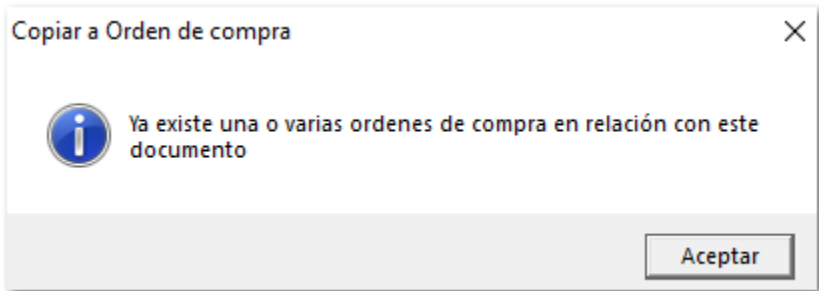 Copiar a Orden de compra
Ya existe una o varias ordenes de compra en relación con este
documento
Aceptar